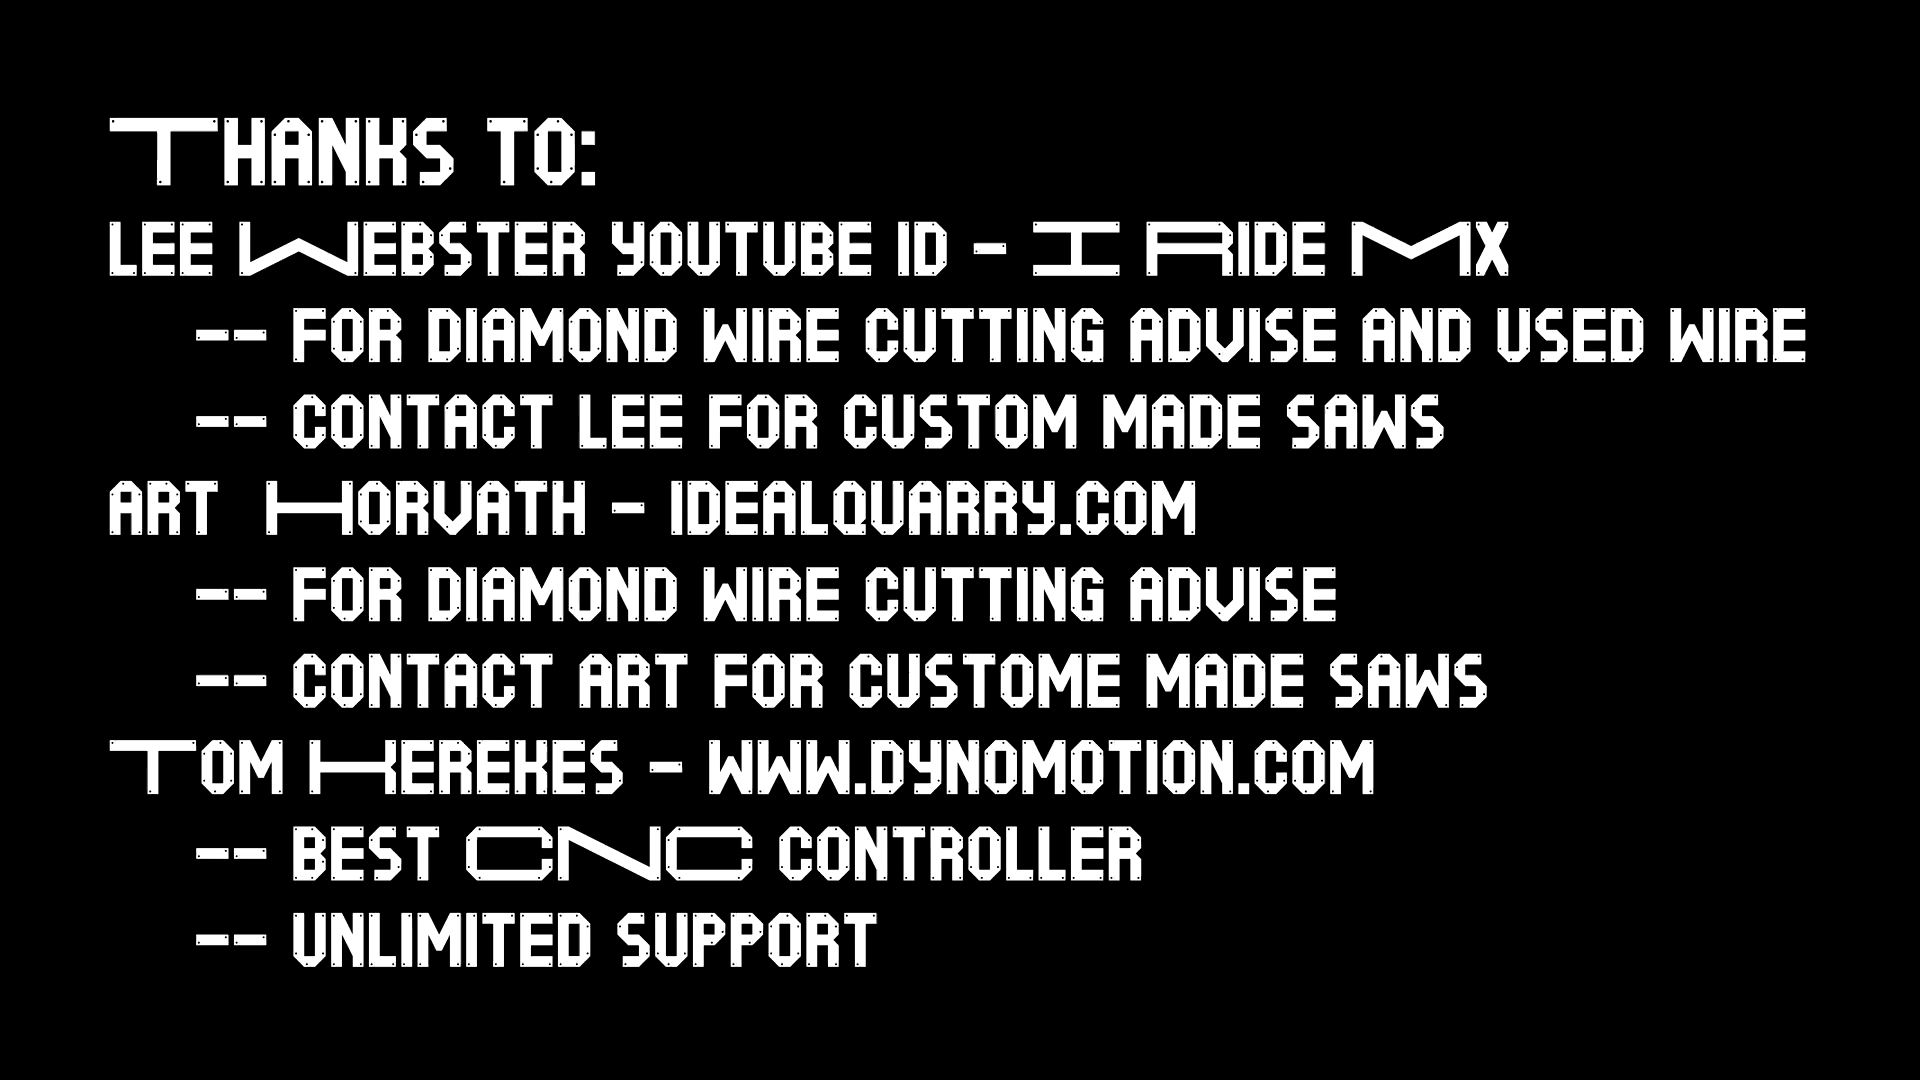 Thanks to:
lee Webster youtube id - I Ride Mx
-- for diamond wire cutting advise and used wire
-- contact lee for custom made saws
art Horvath - idealquarry.com
-- for diamond wire cutting advise
-- contact art for custome made saws
Tom Kerekes - www.dynomotion.com
-- best CNC controller
-- unlimited support